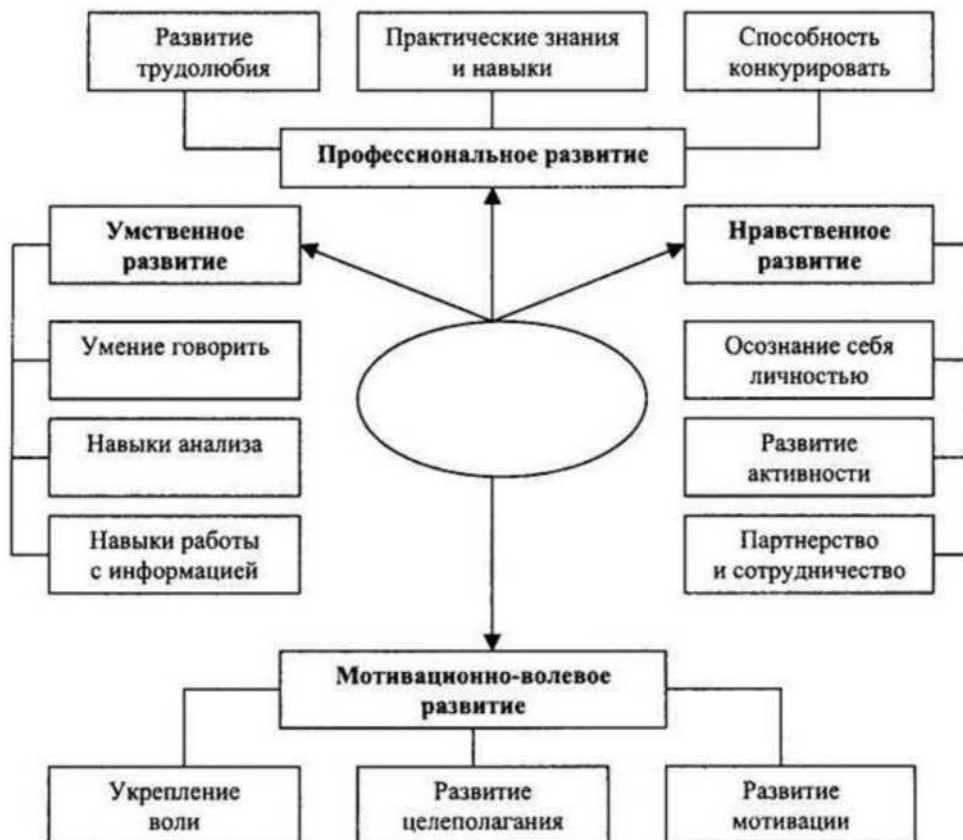 Развитие
трудолюбия
Практические знания
и навыки
Способность
конкурировать
Профессиональное развитие
Умственное
развитие
Нравственное
развитие
Умение говорить
Осознание себя
личностью
Навыки анализа
Развитие
активности
Навыки работы
с информацией
Партнерство
и сотрудничество
Мотивационно-волевое
развитие
Укрепление
воли
Развитие
целеполагания
Развитие
мотивации